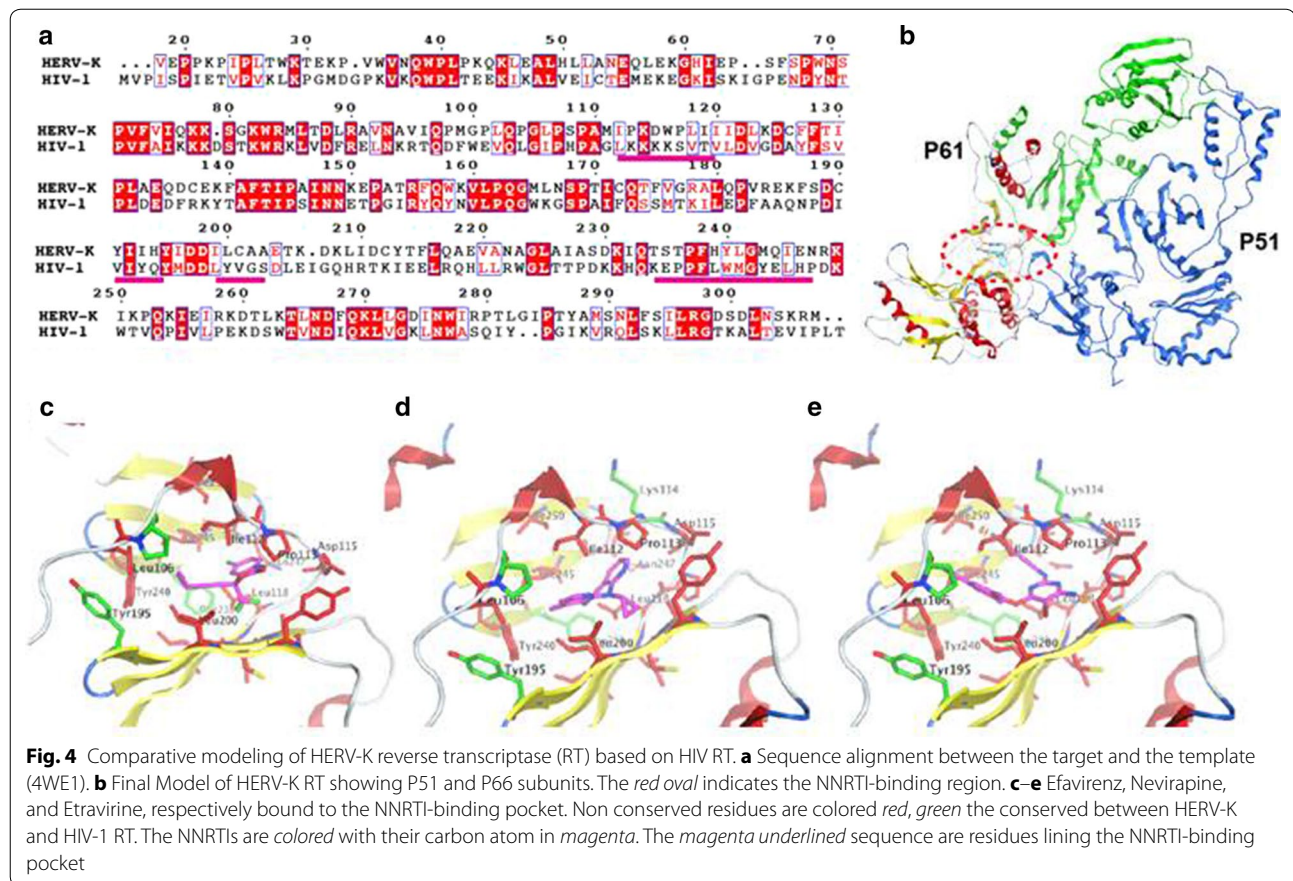 a
20 30 40 50 60 70
HERV-K ...VEPPKPIPLTWKTEKP.VWVNQWPLPKQKLEALHLLANEQLEKGHIEP..SFSPWNS
HIV-1 MVPISPIETVPVKLKPGMDGPKVKQWPLTEEKIKALVEICTEMEKEGKISKIGPENPYNT
80 90 100 110 120 130
HERV-K PVFVIQKK.SGKWRMLTDLRAVNAVIQPMGPLQPGLPSPAMIPKDWPLIIIDLKDCFFTI
HIV-1 PVFAIKKKDSTKWRKLVDFRELNKRTQDFWEVQLGIPHPAGLKKKKSVTVLDVGDAYFSV
140 150 160 170 180 190
HERV-K PLAEQDCEKFAFTIPAINNKEPATRFQWKVLPQGMLNSPTICQTFVGRALQPVREKFSDC
HIV-1 PLDEDFRKYTAFTIPSINNETPGIRYQYNVLPQGWKGSPAIFQSSMTKILEPFAAQNPDI
200 210 220 230 240
HERV-K YIIHYIDDILCAAETK.DKLIDCYTFLQAEVANAGLAIASDKIQTSTPFHYLGMQIENRK
HIV-1 VIYQYMDDLYVGSDLEIGQHRTKIEELRQHLLRWGLTTPDKKHQKEPPFLWMGYELHPDK
250 260 270 280 290 300
HERV-K IKPQKIEIRKDTLKTLNDFQKLLGDINWIRPTLGIPTYAMSNLFSILRGDSDLNSKRM..
HIV-1 WTVQPIVLPEKDSWTVNDIQKLVGKLNWASQIY..PGIKVRQLSKLLRGTKALTEVIPLT
b
P61
P51
c
Ile112
Pro113
Asp115
Leu106
Tyr240
Leu118
Tyr195
Leu200
d
Lys114
Asp115
Ile112
Pro113
Leu106
Tyr240
Tyr195
e
Lys114
Asp115
Ile112
Pro113
Leu106
Tyr240
Tyr195
Fig. 4 Comparative modeling of HERV-K reverse transcriptase (RT) based on HIV RT. a Sequence alignment between the target and the template
(4WE1). b Final Model of HERV-K RT showing P51 and P66 subunits. The red oval indicates the NNRTI-binding region. c–e Efavirenz, Nevirapine,
and Etravirine, respectively bound to the NNRTI-binding pocket. Non conserved residues are colored red, green the conserved between HERV-K
and HIV-1 RT. The NNRTIs are colored with their carbon atom in magenta. The magenta underlined sequence are residues lining the NNRTI-binding
pocket